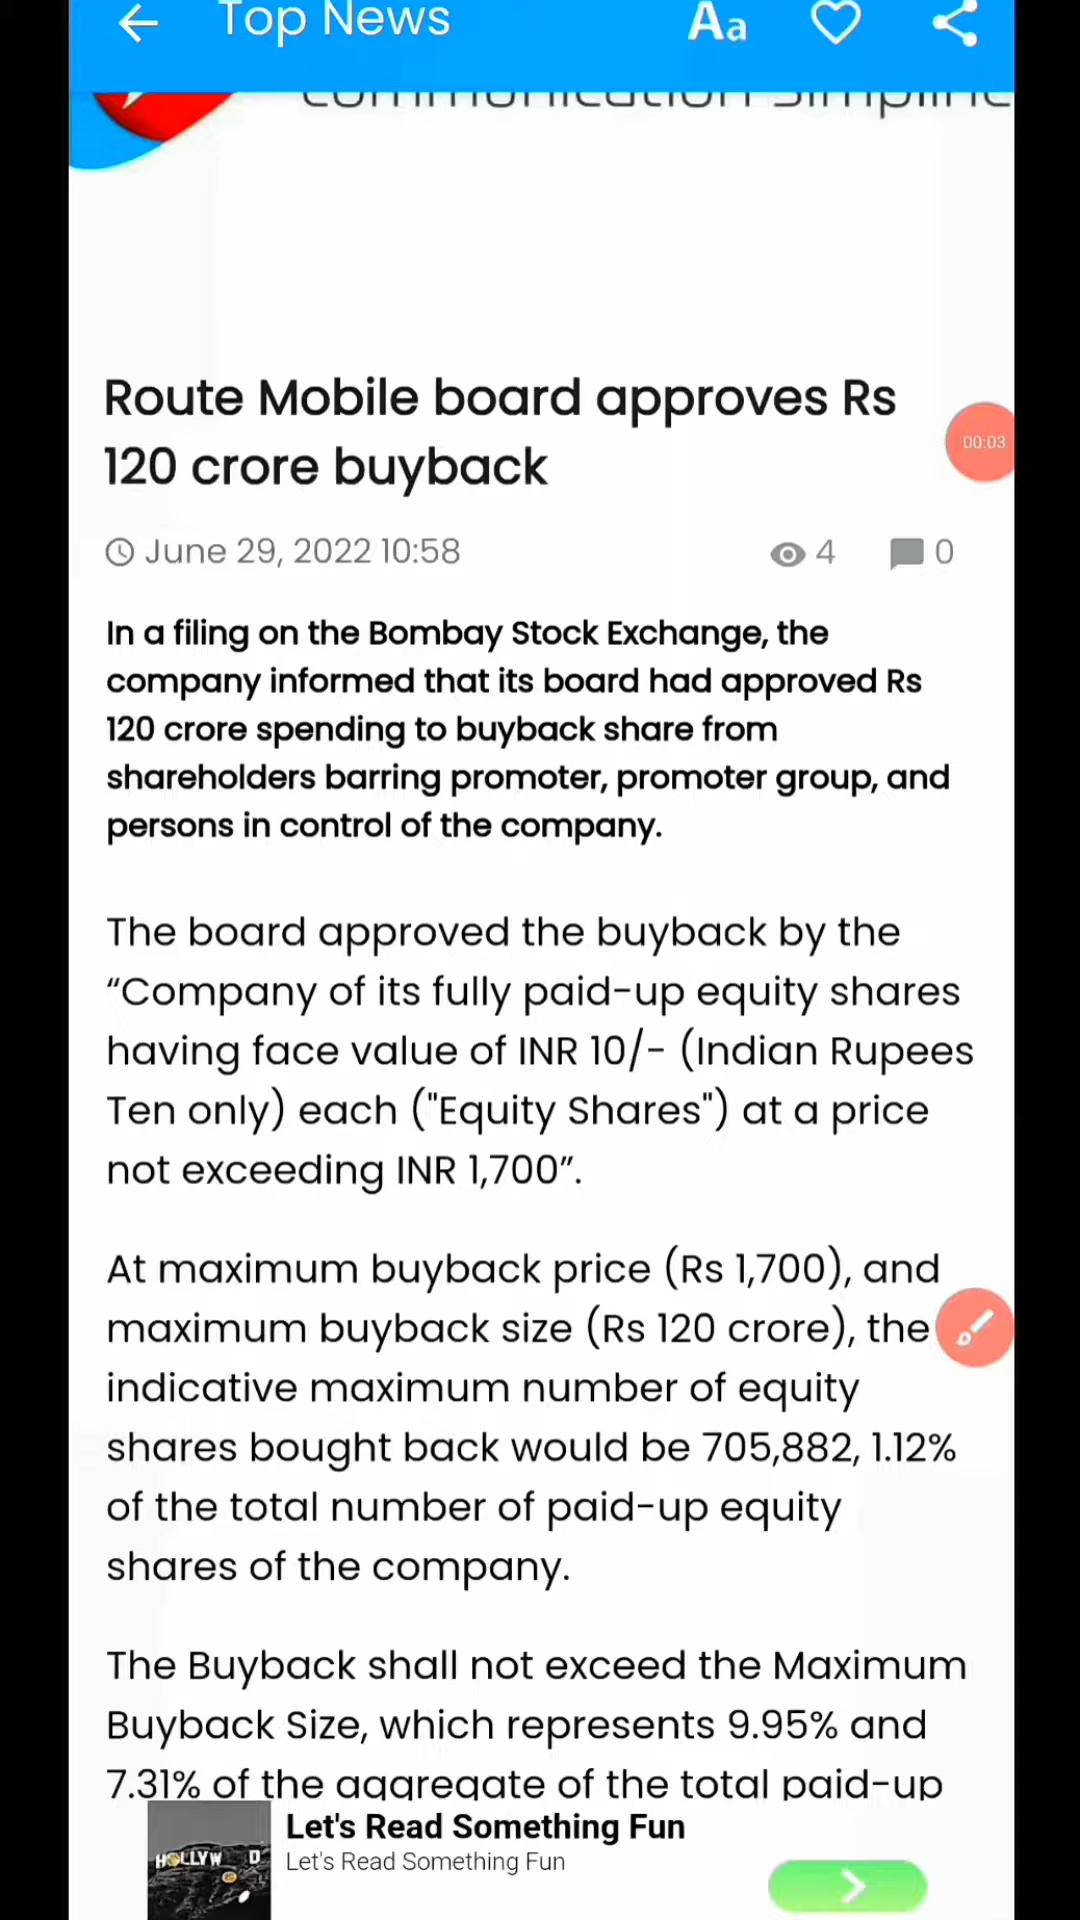 Top News
Aa
Route Mobile board approves Rs
120 crore buyback
00:03
June 29, 2022 10:58
4
0
In a filing on the Bombay Stock Exchange, the
company informed that its board had approved Rs
120 crore spending to buyback share from
shareholders barring promoter, promoter group, and
persons in control of the company.
The board approved the buyback by the
“Company of its fully paid-up equity shares
having face value of INR 10/- (Indian Rupees
Ten only) each ("Equity Shares") at a price
not exceeding INR 1,700”.
At maximum buyback price (Rs 1,700), and
maximum buyback size (Rs 120 crore), the
indicative maximum number of equity
shares bought back would be 705,882, 1.12%
of the total number of paid-up equity
shares of the company.
The Buyback shall not exceed the Maximum
Buyback Size, which represents 9.95% and
7.31% of the aggregate of the total paid-up
Let's Read Something Fun
Let's Read Something Fun